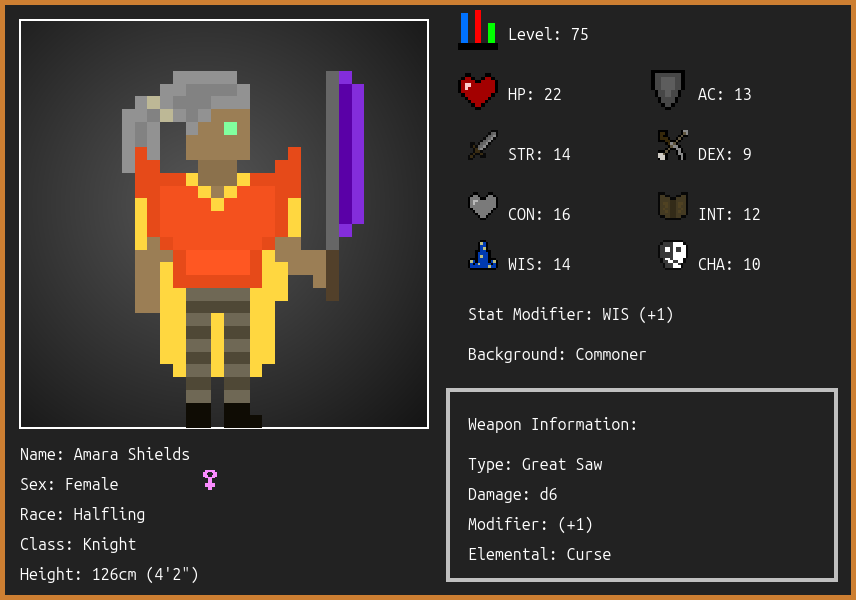 Level: 75
HP: 22
AC: 13
STR: 14
DEX: 9
CON: 16
INT: 12
WIS: 14
CHA: 10
Stat Modifier: WIS (+1)
Background: Commoner
Weapon Information:
Type: Great Saw
Damage: d6
Modifier: (+1)
Elemental: Curse
Name: Amara Shields
Sex: Female
Race: Halfling
Class: Knight
Height: 126cm (4'2")